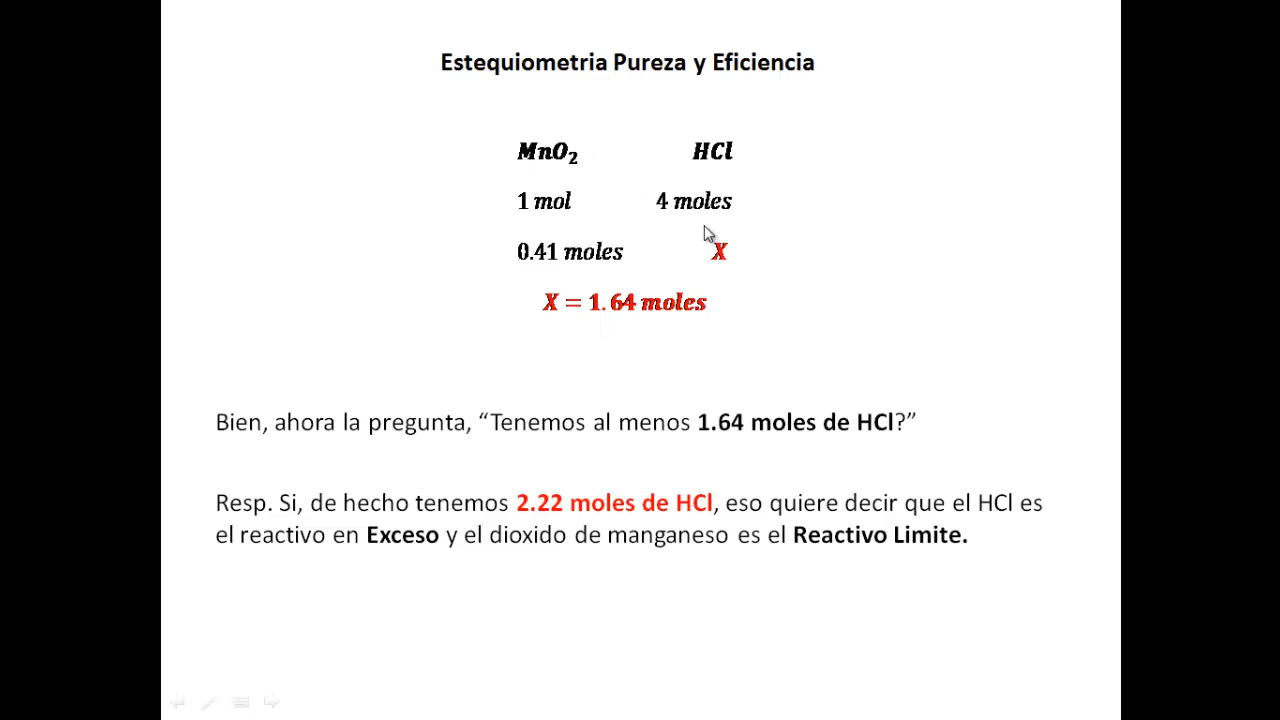 Estequiometria Pureza y Eficiencia
MnO₂ HCl
1 mol 4 moles
0.41 moles X
X = 1.64 moles
Bien, ahora la pregunta, “Tenemos al menos 1.64 moles de HCl?”
Resp. Si, de hecho tenemos 2.22 moles de HCl, eso quiere decir que el HCl es
el reactivo en Exceso y el dioxido de manganeso es el Reactivo Limite.